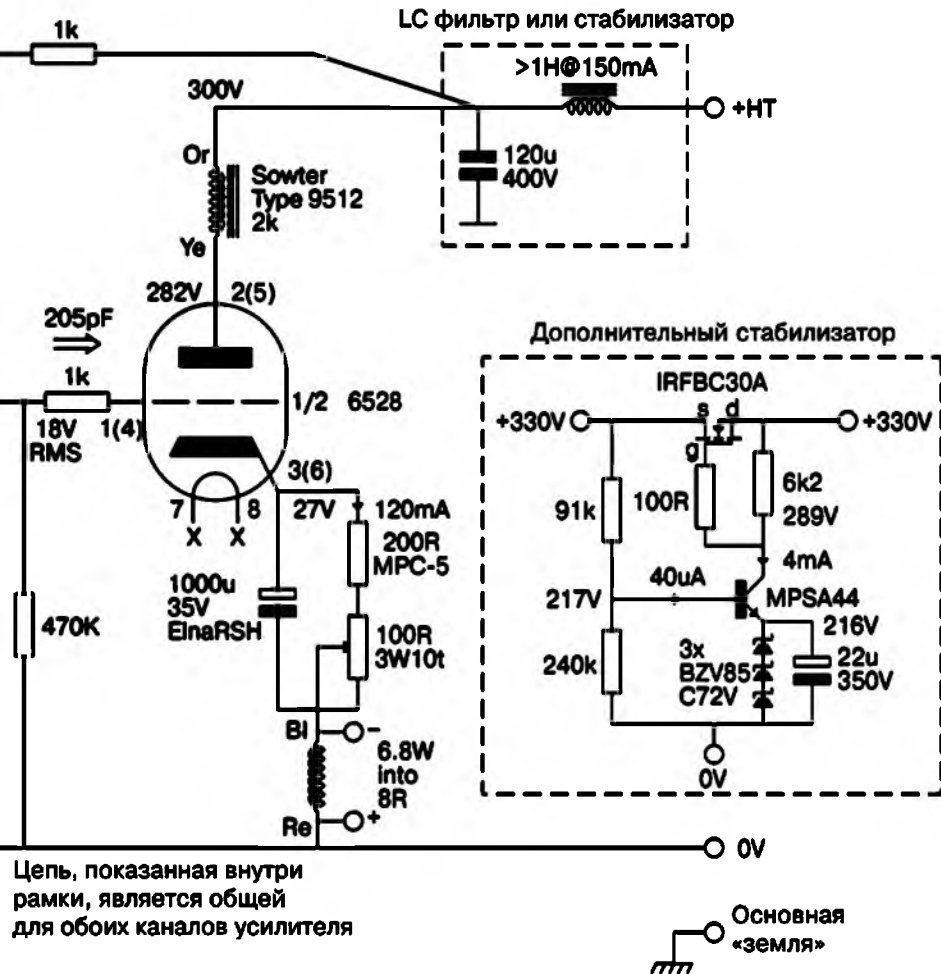 LC фильтр или стабилизатор
1k
>1H@150mA
300V
+HT
Or
120u
400V
Sowter
Type 9512
2k
Ye
282V
2(5)
205pF
1k
1/2 6528
18V
RMS
1(4)
3(6)
27V
7
8
X X
120mA
200R
MPC-5
1000u
35V
ElnaRSH
100R
3W10t
470K
Bl
–
6.8W
into
8R
Re
+
0V
Дополнительный стабилизатор
IRFBC30A
+330V
s
d
+330V
g
91k
100R
6k2
289V
4mA
40uA
217V
MPSA44
216V
240k
3x
BZV85
C72V
22u
350V
0V
Цепь, показанная внутри
рамки, является общей
для обоих каналов усилителя
Основная
«земля»